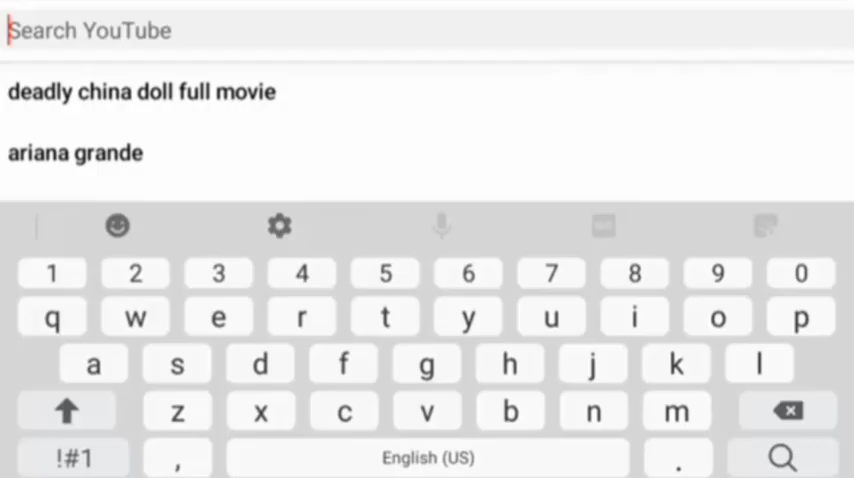 Search YouTube
deadly china doll full movie
ariana grande
1 2 3 4 5 6 7 8 9 0
q w e r t y u i o p
a s d f g h j k l
z x c v b n m
!#1 , English (US) .